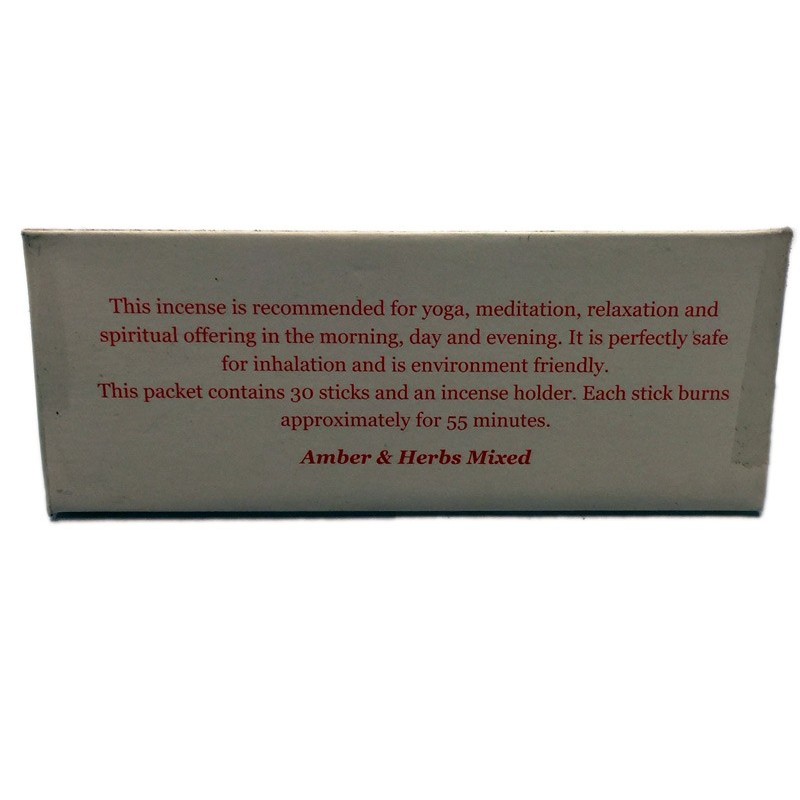 This incense is recommended for yoga, meditation, relaxation and
spiritual offering in the morning, day and evening. It is perfectly safe
for inhalation and is environment friendly.
This packet contains 30 sticks and an incense holder. Each stick burns
approximately for 55 minutes.
Amber & Herbs Mixed